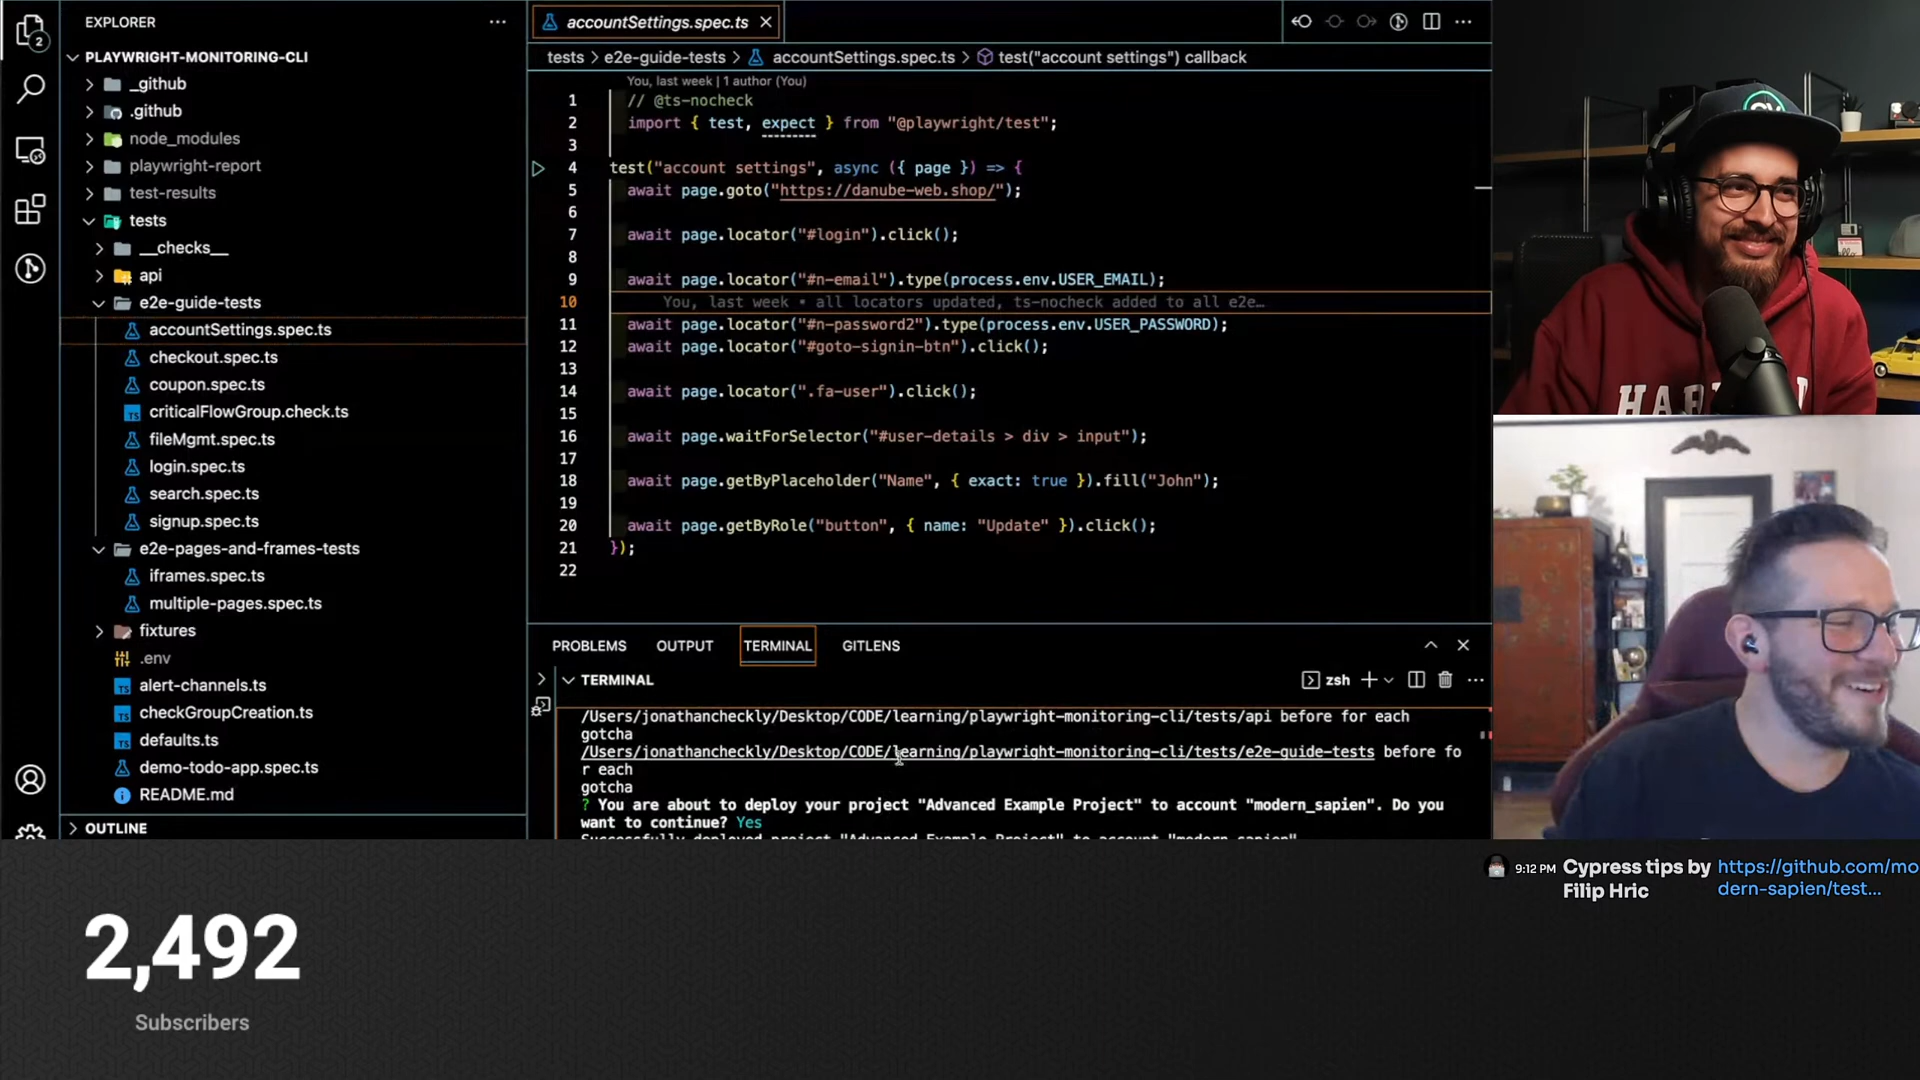 EXPLORER
PLAYWRIGHT-MONITORING-CLI
_github
.github
node_modules
playwright-report
test-results
tests
__checks__
api
e2e-guide-tests
accountSettings.spec.ts
checkout.spec.ts
coupon.spec.ts
criticalFlowGroup.check.ts
fileMgmt.spec.ts
login.spec.ts
search.spec.ts
signup.spec.ts
e2e-pages-and-frames-tests
iframes.spec.ts
multiple-pages.spec.ts
fixtures
.env
alert-channels.ts
checkGroupCreation.ts
defaults.ts
demo-todo-app.spec.ts
README.md
OUTLINE
2
accountSettings.spec.ts
tests > e2e-guide-tests > accountSettings.spec.ts > test("account settings") callback
You, last week | 1 author (You)
1 // @ts-nocheck
2 import { test, expect } from "@playwright/test";
3
4 test("account settings", async ({ page }) => {
5 await page.goto("https://danube-web.shop/");
6
7 await page.locator("#login").click();
8
9 await page.locator("#n-email").type(process.env.USER_EMAIL);
10 You, last week • all locators updated, ts-nocheck added to all e2e…
11 await page.locator("#n-password2").type(process.env.USER_PASSWORD);
12 await page.locator("#goto-signin-btn").click();
13
14 await page.locator(".fa-user").click();
15
16 await page.waitForSelector("#user-details > div > input");
17
18 await page.getByPlaceholder("Name", { exact: true }).fill("John");
19
20 await page.getByRole("button", { name: "Update" }).click();
21 });
22
PROBLEMS OUTPUT TERMINAL GITLENS
TERMINAL
zsh
/Users/jonathancheckly/Desktop/CODE/learning/playwright-monitoring-cli/tests/api before for each
gotcha
/Users/jonathancheckly/Desktop/CODE/learning/playwright-monitoring-cli/tests/e2e-guide-tests before fo
r each
gotcha
? You are about to deploy your project "Advanced Example Project" to account "modern_sapien". Do you
want to continue? Yes
Successfully deployed project "Advanced Example Project" to account "modern_sapien".
9:12 PM Cypress tips by https://github.com/mo
Filip Hric dern-sapien/test...
2,492
Subscribers